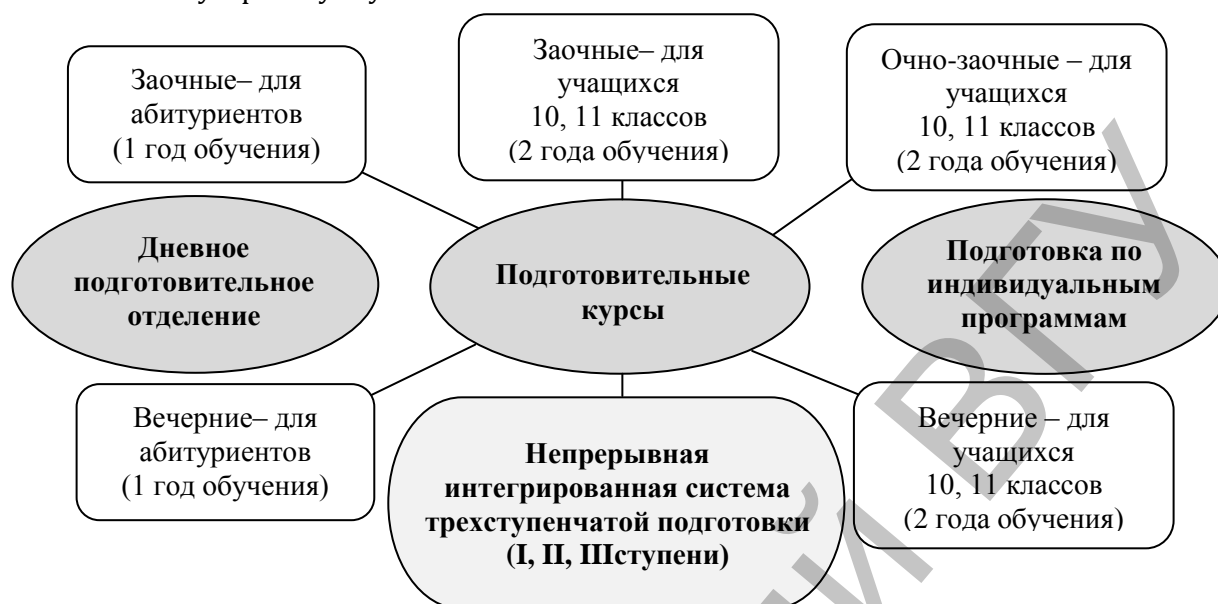 Заочные– для
абитуриентов
(1 год обучения)
Заочные– для
учащихся
10, 11 классов
(2 года обучения)
Очно-заочные – для
учащихся
10, 11 классов
(2 года обучения)
Дневное
подготовительное
отделение
Подготовительные
курсы
Подготовка по
индивидуальным
программам
Вечерние– для
абитуриентов
(1 год обучения)
Непрерывная
интегрированная система
трехступенчатой подготовки
(I, II, IIIступени)
Вечерние – для
учащихся
10, 11 классов
(2 года обучения)
ВГУ